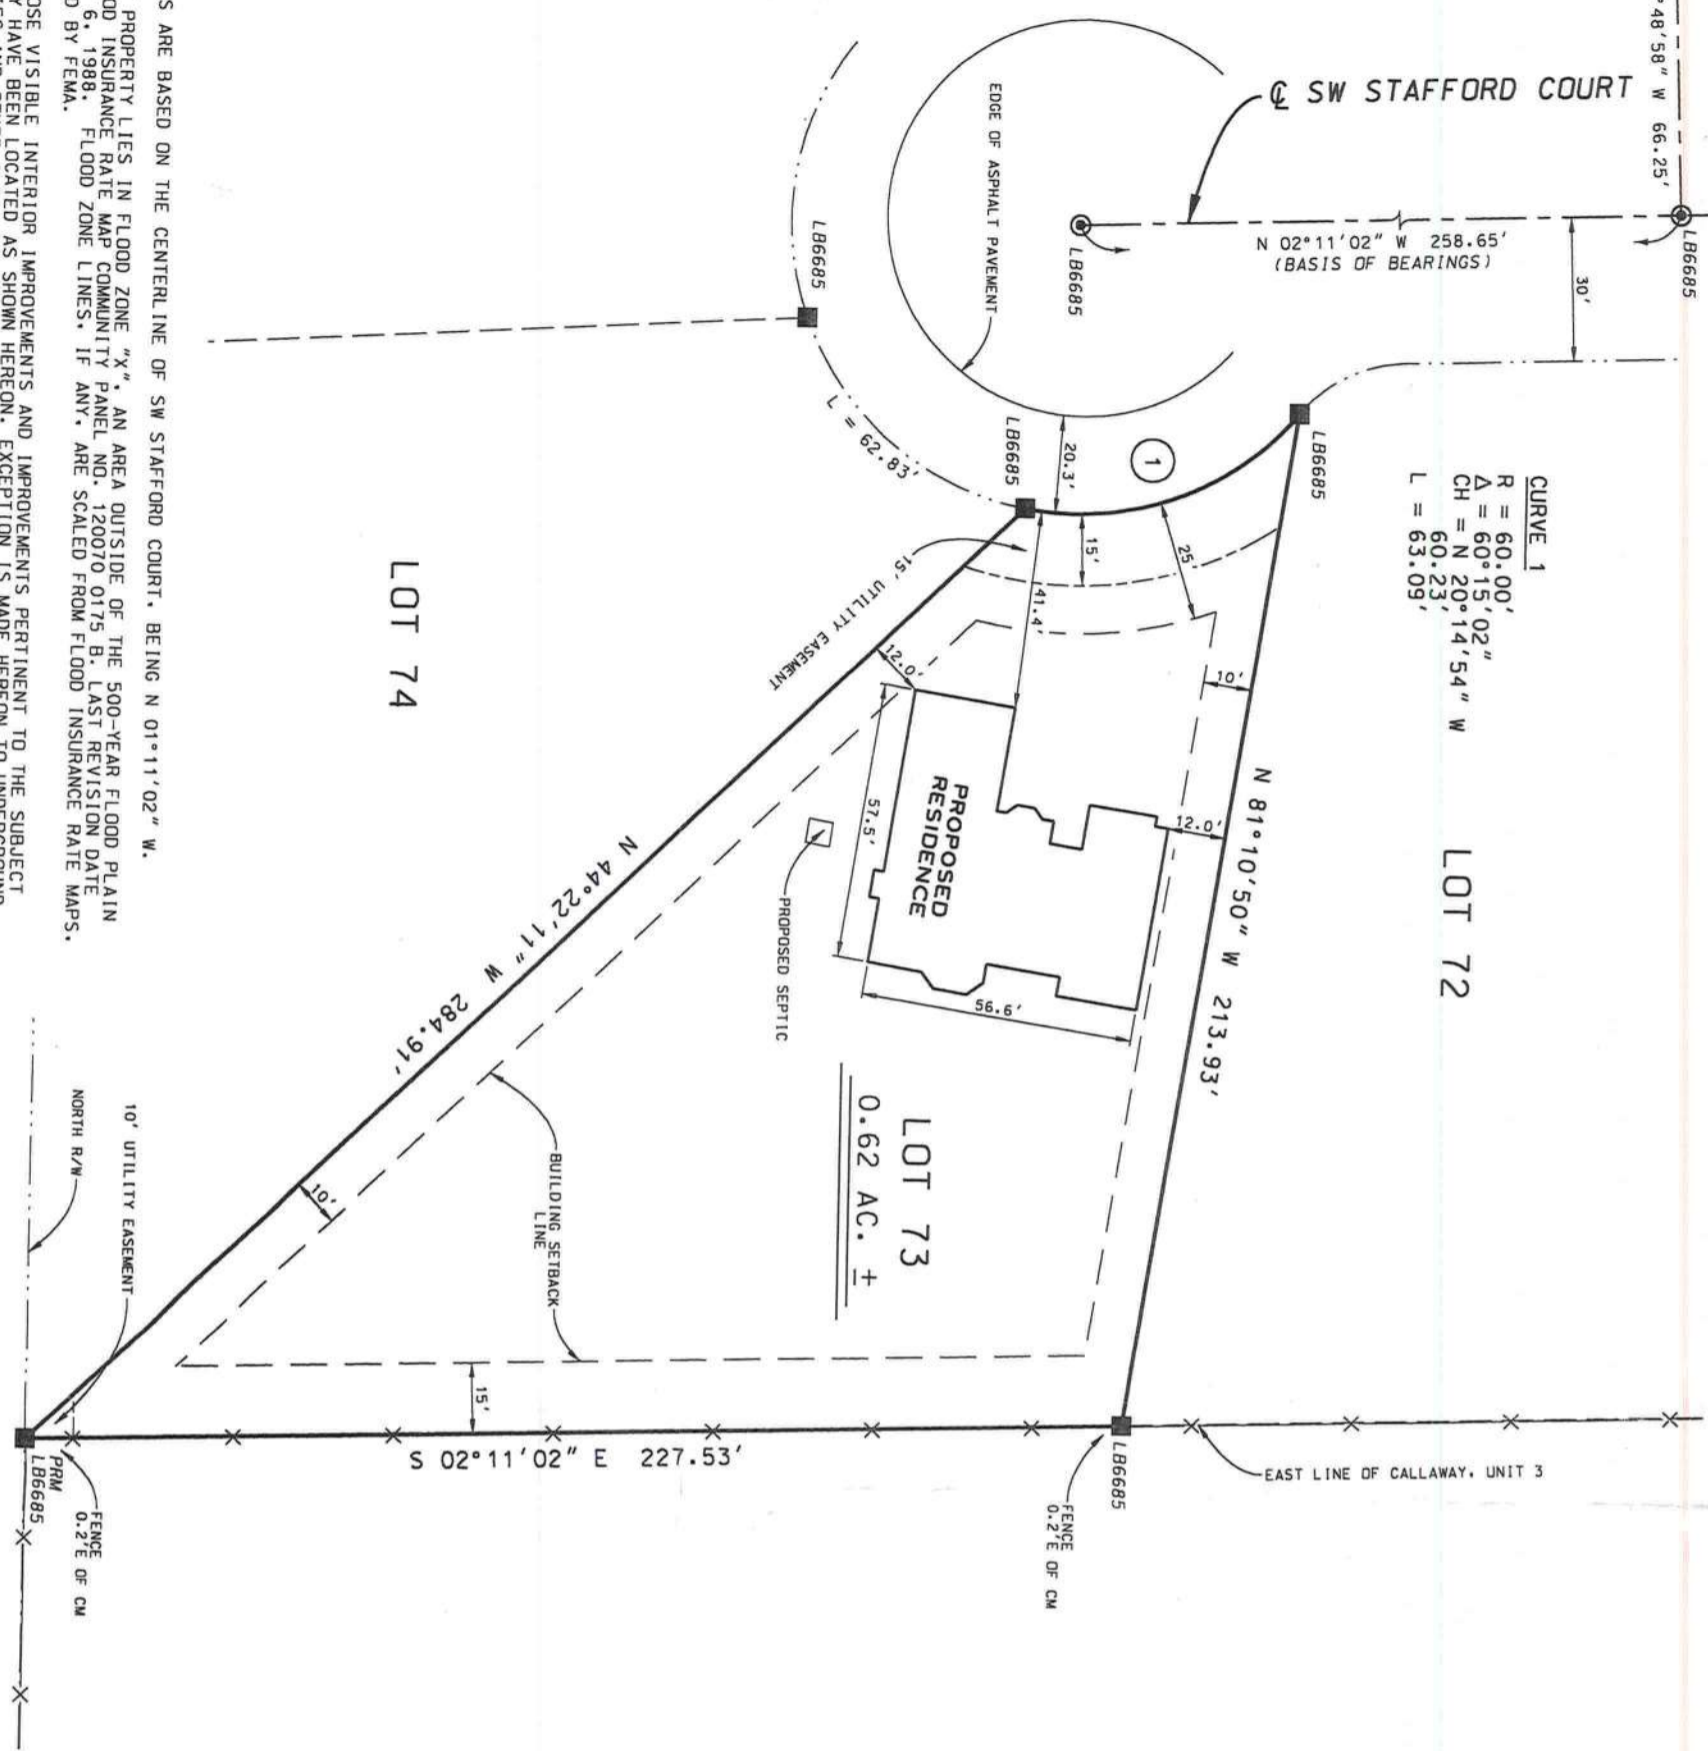 °48'58" W 66.25'
℄ SW STAFFORD COURT
LB6685
N 02°11'02" W 258.65'
(BASIS OF BEARINGS)
30'
LB6685
EDGE OF ASPHALT PAVEMENT
LB6685
L = 62.83'
LB6685
20.3'
1
LB6685
CURVE 1
R = 60.00'
Δ = 60°15'02"
CH = N 20°14'54" W
60.23'
L = 63.09'
LOT 72
25
15'
41.4'
15' UTILITY EASEMENT
12.0'
10'
N 81°10'50" W 213.93'
12.0'
PROPOSED
RESIDENCE
57.5'
56.6'
PROPOSED SEPTIC
LOT 74
N 44°22'11" W 284.91'
LOT 73
0.62 AC. ±
BUILDING SETBACK
LINE
10'
15'
10' UTILITY EASEMENT
NORTH R/W
S 02°11'02" E 227.53'
LB6685
EAST LINE OF CALLAWAY, UNIT 3
FENCE
0.2'E OF CM
PRM
LB6685
FENCE
0.2'E OF CM
S ARE BASED ON THE CENTERLINE OF SW STAFFORD COURT, BEING N 01°11'02" W.
PROPERTY LIES IN FLOOD ZONE "X", AN AREA OUTSIDE OF THE 500-YEAR FLOOD PLAIN
OD INSURANCE RATE MAP COMMUNITY PANEL NO. 120070 0175 B. LAST REVISION DATE
6, 1988. FLOOD ZONE LINES, IF ANY, ARE SCALED FROM FLOOD INSURANCE RATE MAPS.
D BY FEMA.
OSE VISIBLE INTERIOR IMPROVEMENTS AND IMPROVEMENTS PERTINENT TO THE SUBJECT
Y HAVE BEEN LOCATED AS SHOWN HEREON. EXCEPTION IS MADE HEREON TO UNDERGROUND